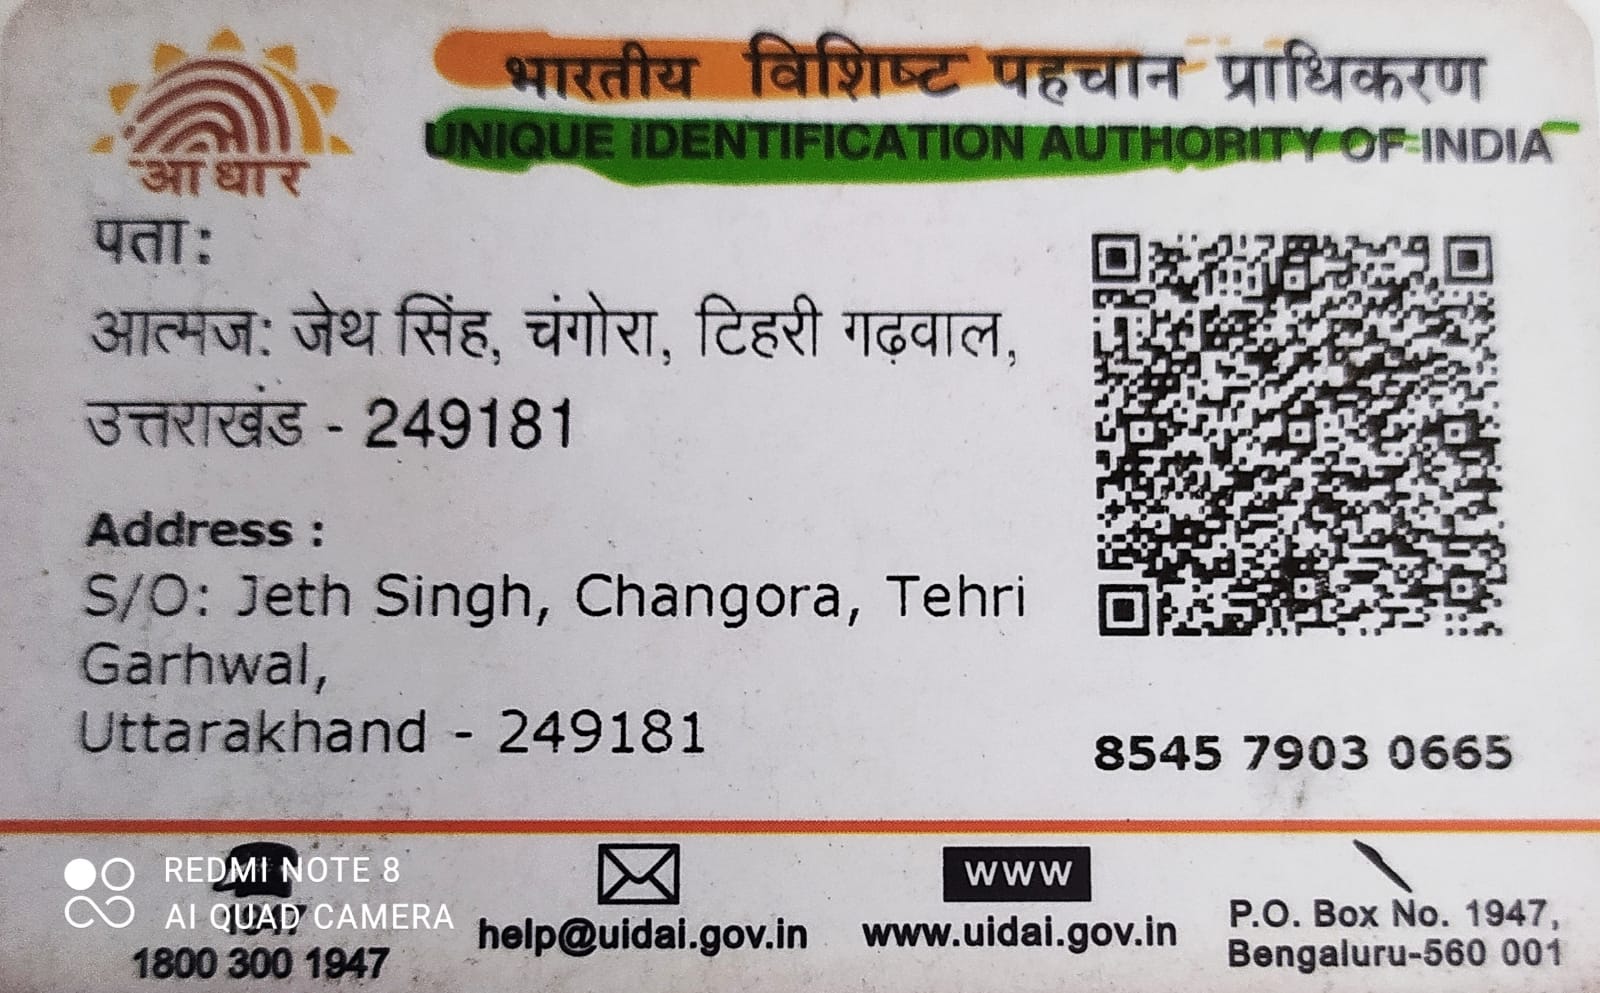 भारतीय विशिष्ट पहचान प्राधिकरण
UNIQUE IDENTIFICATION AUTHORITY OF INDIA
आधार
पता:
आत्मज: जेथ सिंह, चंगोरा, टिहरी गढ़वाल,
उत्तराखंड - 249181
Address :
S/O: Jeth Singh, Changora, Tehri
Garhwal,
Uttarakhand - 249181
8545 7903 0665
REDMI NOTE 8
AI QUAD CAMERA
1800 300 1947
help@uidai.gov.in
WWW
www.uidai.gov.in
P.O. Box No. 1947,
Bengaluru-560 001